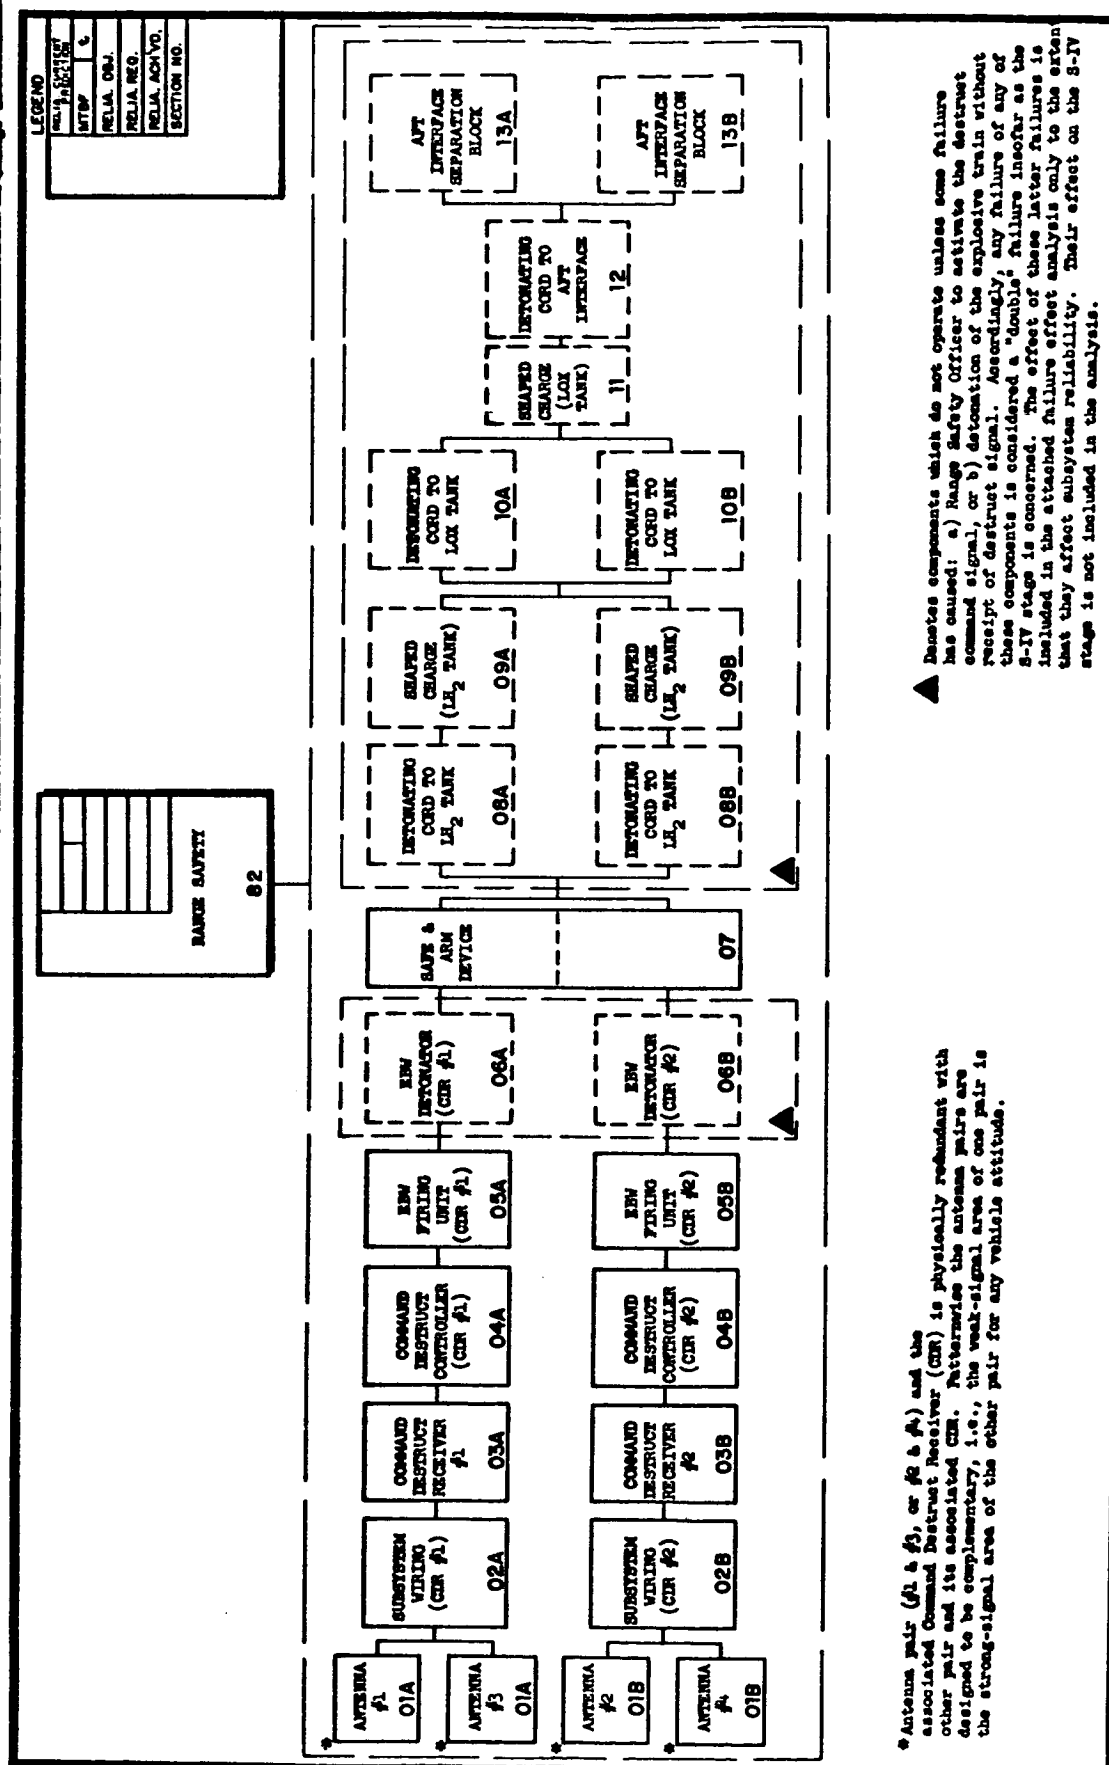 LEGEND
MTBF t
RELIA. OBJ.
RELIA. REQ.
RELIA. ACH'VD.
SECTION NO.
RANGE SAFETY
82
* ANTENNA
#1
01A
* ANTENNA
#3
01A
SUBSYSTEM
WIRING
(CDR #1)
02A
COMMAND
DESTRUCT
RECEIVER
#1
03A
COMMAND
DESTRUCT
CONTROLLER
(CDR #1)
04A
EBW
FIRING
UNIT
(CDR #1)
05A
EBW
DETONATOR
(CDR #1)
06A
SAFE &
ARM
DEVICE
07
DETONATING
CORD TO
LH2 TANK
08A
SHAPED
CHARGE
(LH2 TANK)
09A
DETONATING
CORD TO
LOX TANK
10A
SHAPED
CHARGE
(LOX
TANK)
11
DETONATING
CORD TO
AFT
INTERFACE
12
AFT
INTERFACE
SEPARATION
BLOCK
13A
* ANTENNA
#2
01B
* ANTENNA
#4
01B
SUBSYSTEM
WIRING
(CDR #2)
02B
COMMAND
DESTRUCT
RECEIVER
#2
03B
COMMAND
DESTRUCT
CONTROLLER
(CDR #2)
04B
EBW
FIRING
UNIT
(CDR #2)
05B
EBW
DETONATOR
(CDR #2)
06B
DETONATING
CORD TO
LH2 TANK
08B
SHAPED
CHARGE
(LH2 TANK)
09B
DETONATING
CORD TO
LOX TANK
10B
AFT
INTERFACE
SEPARATION
BLOCK
13B
*Antenna pair (#1 & #3, or #2 & #4) and the
associated Command Destruct Receiver (CDR) is physically redundant with
other pair and its associated CDR. Patternwise the antenna pairs are
designed to be complementary, i.e., the weak-signal area of one pair is
the strong-signal area of the other pair for any vehicle attitude.
Denotes components which do not operate unless some failure
has caused: a) Range Safety Officer to activate the destruct
command signal, or b) detonation of the explosive train without
receipt of destruct signal. Accordingly, any failure of any of
these components is considered a "double" failure insofar as the
S-IV stage is concerned. The effect of these latter failures is
included in the attached failure effect analysis only to the exten
that they affect subsystem reliability. Their effect on the S-IV
stage is not included in the analysis.